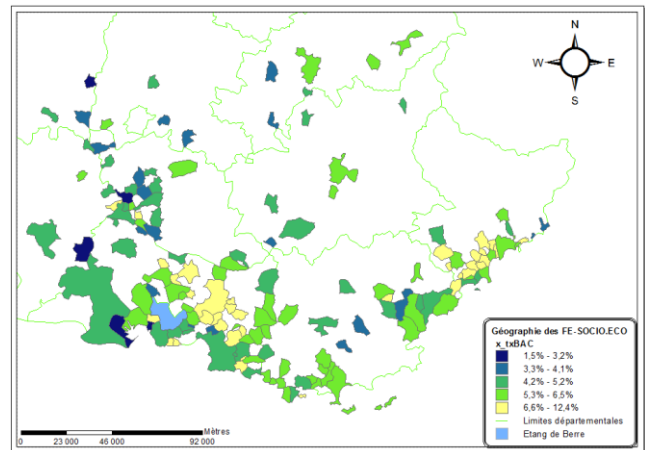 N
W E
S
Géographie des FE-SOCIO.ECO
x_txBAC
1,5% - 3,2%
3,3% - 4,1%
4,2% - 5,2%
5,3% - 6,5%
6,6% - 12,4%
Limites départementales
Etang de Berre
Mètres
0 23 000 46 000 92 000